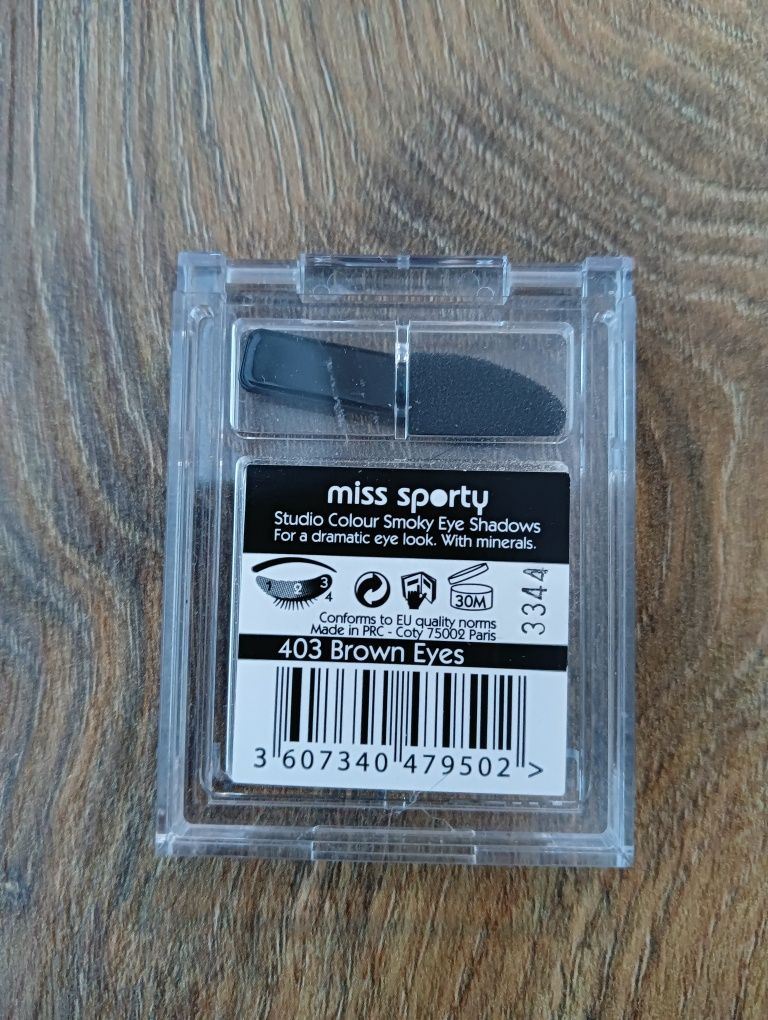 miss sporty
Studio Colour Smoky Eye Shadows
For a dramatic eye look. With minerals.
1 2 3
4
30M
3344
Conforms to EU quality norms
Made in PRC - Coty 75002 Paris
403 Brown Eyes
3 607340 479502 >